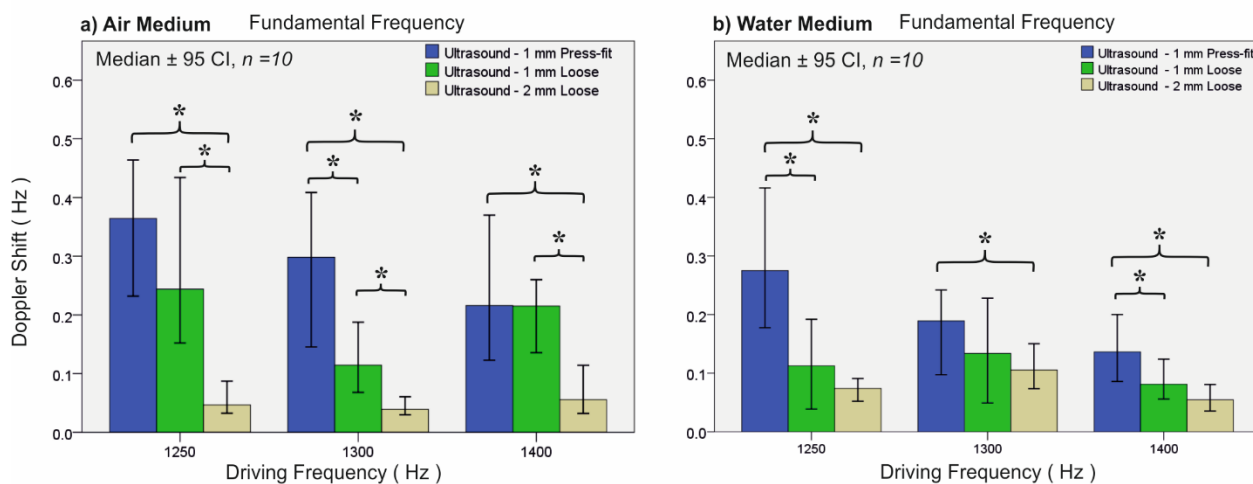 a) Air Medium Fundamental Frequency
Median ± 95 CI, n =10
Ultrasound - 1 mm Press-fit
Ultrasound - 1 mm Loose
Ultrasound - 2 mm Loose
0.6
0.5
0.4
0.3
0.2
0.1
0.0
Doppler Shift ( Hz )
* * * * * * *
1250 1300 1400
Driving Frequency ( Hz )
b) Water Medium Fundamental Frequency
Median ± 95 CI, n =10
Ultrasound - 1 mm Press-fit
Ultrasound - 1 mm Loose
Ultrasound - 2 mm Loose
0.6
0.5
0.4
0.3
0.2
0.1
0.0
* * * * *
1250 1300 1400
Driving Frequency ( Hz )